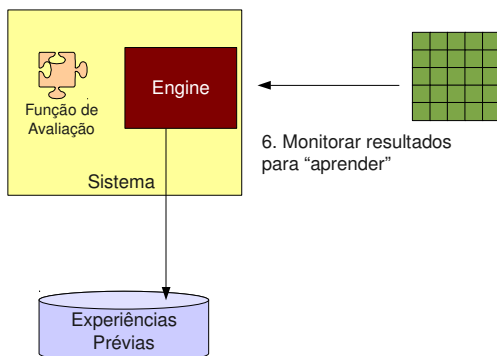 Engine
Função de
Avaliação
Sistema
6. Monitorar resultados
para “aprender”
Experiências
Prévias